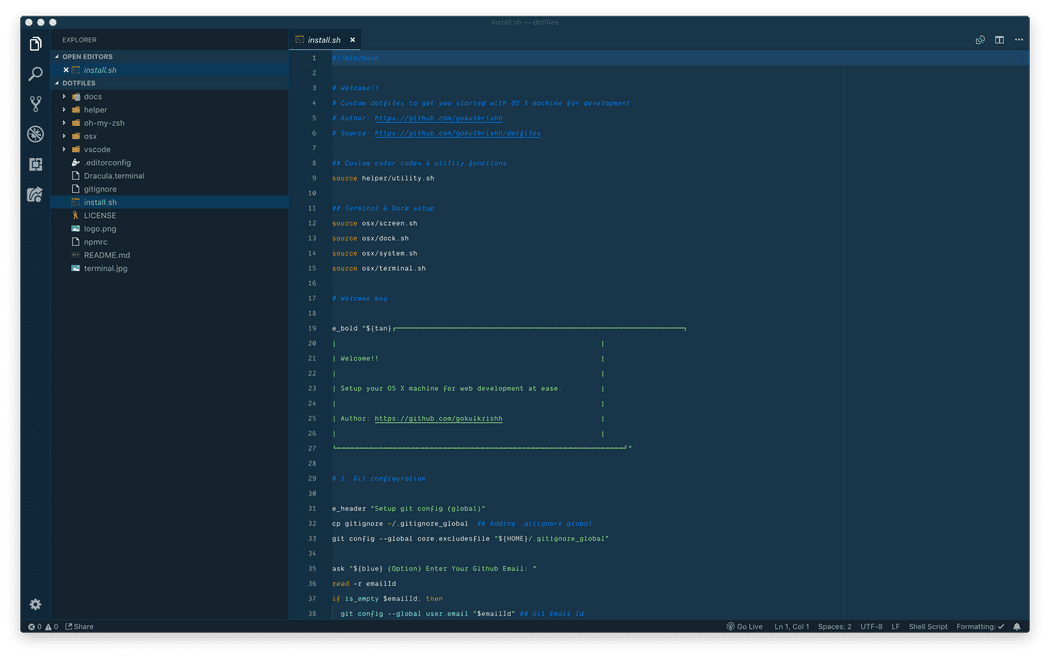 install.sh — dotfiles
EXPLORER
OPEN EDITORS
install.sh
DOTFILES
docs
helper
oh-my-zsh
osx
vscode
.editorconfig
Dracula.terminal
gitignore
install.sh
LICENSE
logo.png
npmrc
README.md
terminal.jpg
install.sh
1 #!/bin/bash
2
3 # Welcome!!
4 # Custom dotfiles to get you started with OS X machine for development.
5 # Author: https://github.com/gokulkrishh
6 # Source: https://github.com/gokulkrishh/dotfiles
7
8 ## Custom color codes & utility functions
9 source helper/utility.sh
10
11 ## Terminal & Dock setup
12 source osx/screen.sh
13 source osx/dock.sh
14 source osx/system.sh
15 source osx/terminal.sh
16
17 # Welcome msg
18
19 e_bold "${tan}
20 | |
21 | Welcome!! |
22 | |
23 | Setup your OS X machine for web development at ease. |
24 | |
25 | Author: https://github.com/gokulkrishh |
26 | |
27 "
28
29 # 1. Git configuration
30
31 e_header "Setup git config (global)"
32 cp gitignore ~/.gitignore_global ## Adding .gitignore global
33 git config --global core.excludesfile "${HOME}/.gitignore_global"
34
35 ask "${blue} (Option) Enter Your Github Email: "
36 read -r emailId
37 if is_empty $emailId; then
38 git config --global user.email "$emailId" ## Git Email Id
0 0 Share
Go Live Ln 1, Col 1 Spaces: 2 UTF-8 LF Shell Script Formatting: ✓